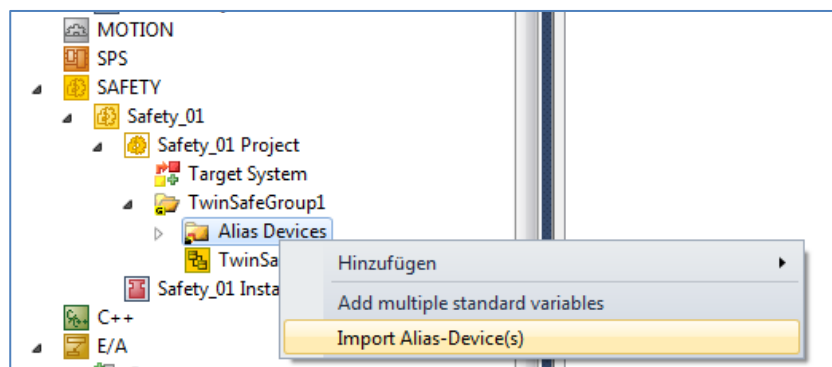 MOTION
SPS
SAFETY
Safety_01
Safety_01 Project
Target System
TwinSafeGroup1
Alias Devices
TwinSa
Safety_01 Insta
C++
E/A
Hinzufügen
Add multiple standard variables
Import Alias-Device(s)